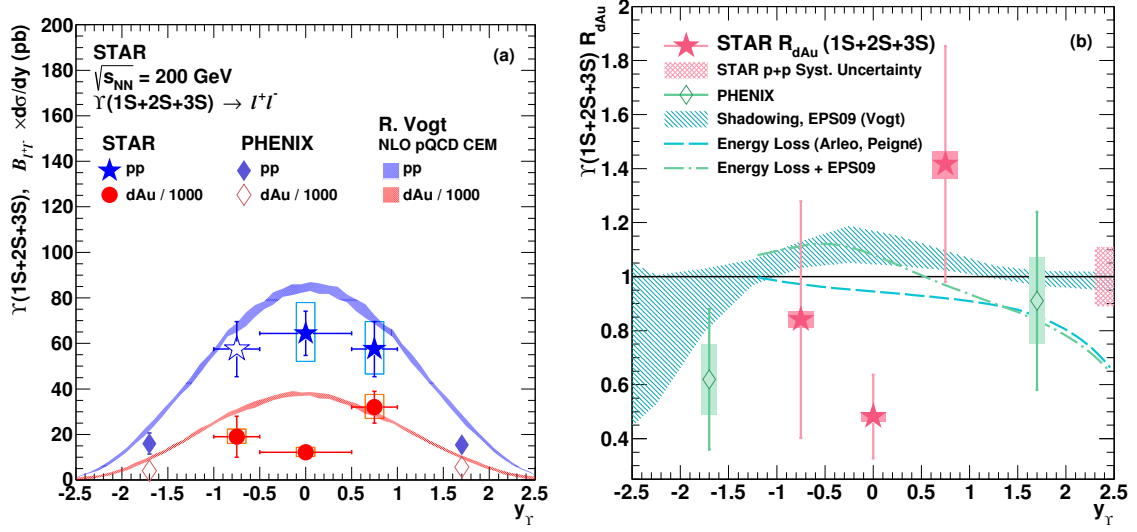 STAR
(a)
√s_NN = 200 GeV
ϒ(1S+2S+3S) → l⁺l⁻
STAR
pp
dAu / 1000
PHENIX
pp
dAu / 1000
R. Vogt
NLO pQCD CEM
pp
dAu / 1000
ϒ(1S+2S+3S), B_l⁺l⁻ ×dσ/dy (pb)
200
180
160
140
120
100
80
60
40
20
0
-2.5 -2 -1.5 -1 -0.5 0 0.5 1 1.5 2 2.5
y_ϒ
(b)
STAR R_dAu (1S+2S+3S)
STAR p+p Syst. Uncertainty
PHENIX
Shadowing, EPS09 (Vogt)
Energy Loss (Arleo, Peigné)
Energy Loss + EPS09
ϒ(1S+2S+3S) R_dAu
2
1.8
1.6
1.4
1.2
1
0.8
0.6
0.4
-2.5 -2 -1.5 -1 -0.5 0 0.5 1 1.5 2 2.5
y_ϒ